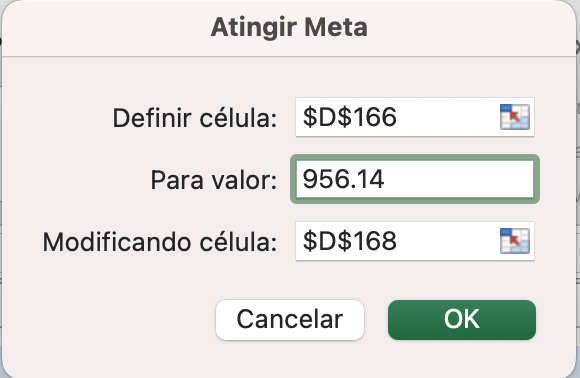 Atingir Meta
Definir célula: $D$166
Para valor: 956.14
Modificando célula: $D$168
Cancelar OK